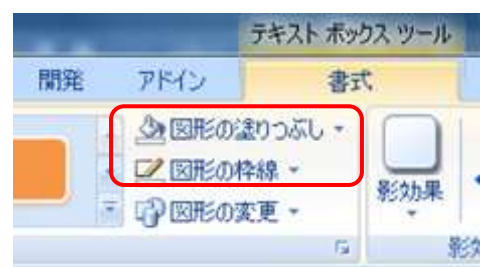 テキスト ボックス ツール
開発 アドイン 書式
図形の塗りつぶし
図形の枠線
図形の変更
影効果